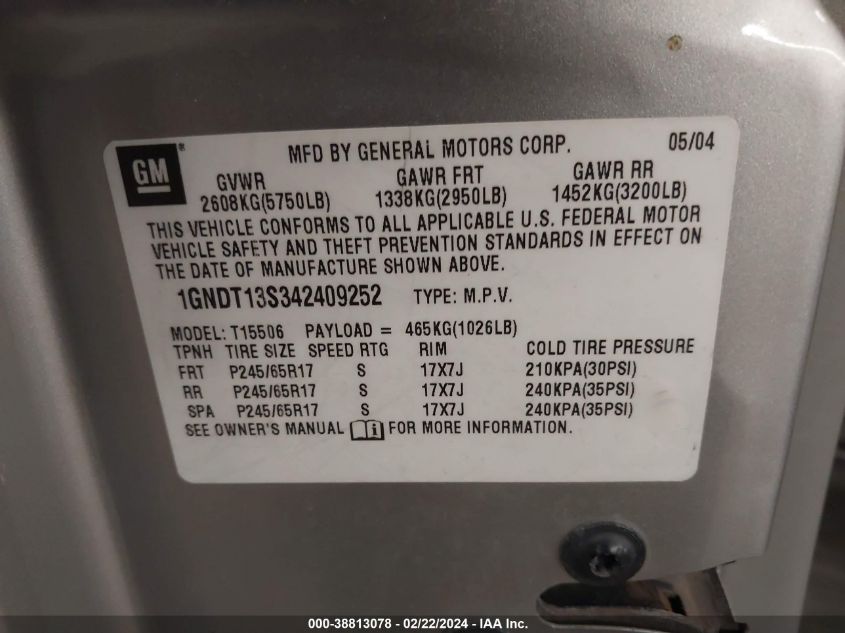 GM®
MFD BY GENERAL MOTORS CORP. 05/04
GVWR GAWR FRT GAWR RR
2608KG(5750LB) 1338KG(2950LB) 1452KG(3200LB)
THIS VEHICLE CONFORMS TO ALL APPLICABLE U.S. FEDERAL MOTOR
VEHICLE SAFETY AND THEFT PREVENTION STANDARDS IN EFFECT ON
THE DATE OF MANUFACTURE SHOWN ABOVE.
1GNDT13S342409252 TYPE: M.P.V.
MODEL: T15506 PAYLOAD = 465KG(1026LB)
TPNH TIRE SIZE SPEED RTG RIM COLD TIRE PRESSURE
FRT P245/65R17 S 17X7J 210KPA(30PSI)
RR P245/65R17 S 17X7J 240KPA(35PSI)
SPA P245/65R17 S 17X7J 240KPA(35PSI)
SEE OWNER'S MANUAL i FOR MORE INFORMATION.
000-38813078 - 02/22/2024 - IAA Inc.